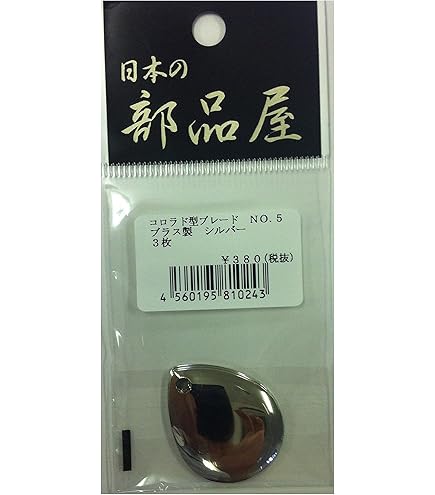 日本の
部品屋
コロラド型ブレード NO.5
ブラス製 シルバー
3枚
¥380(税抜)
4 560195 810243